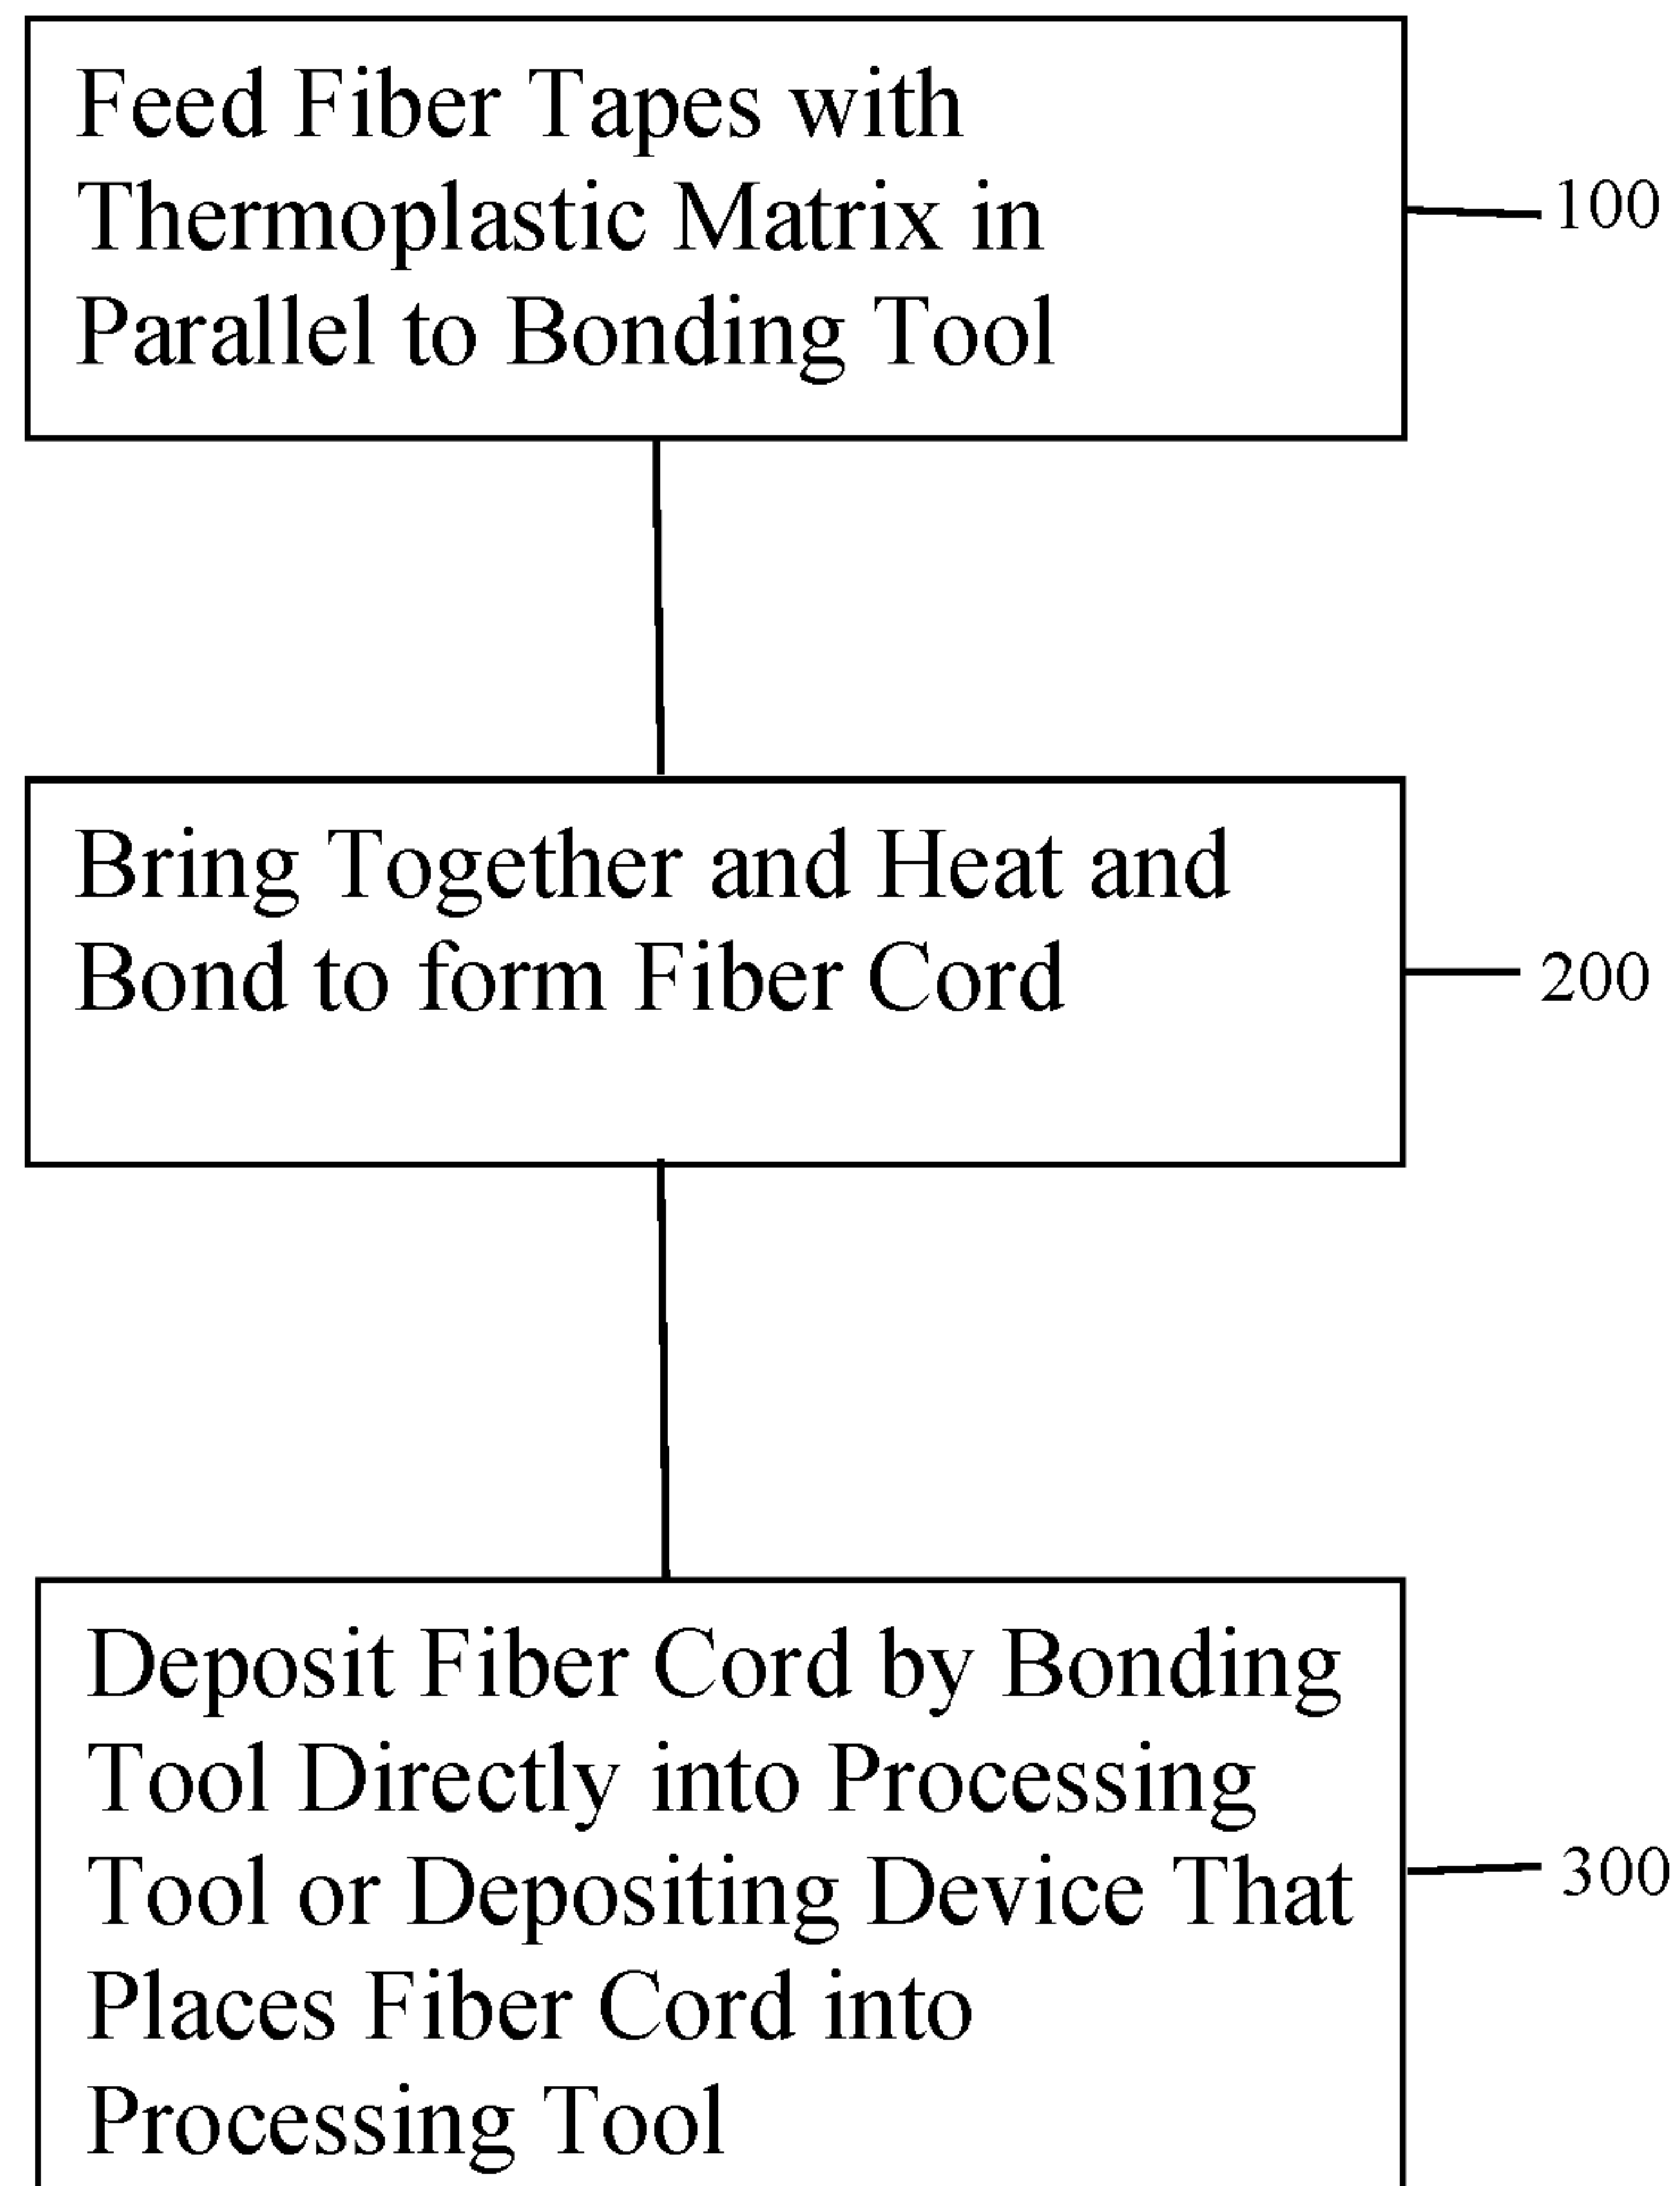 Feed Fiber Tapes with
Thermoplastic Matrix in
Parallel to Bonding Tool
100
Bring Together and Heat and
Bond to form Fiber Cord
200
Deposit Fiber Cord by Bonding
Tool Directly into Processing
Tool or Depositing Device That
Places Fiber Cord into
Processing Tool
300